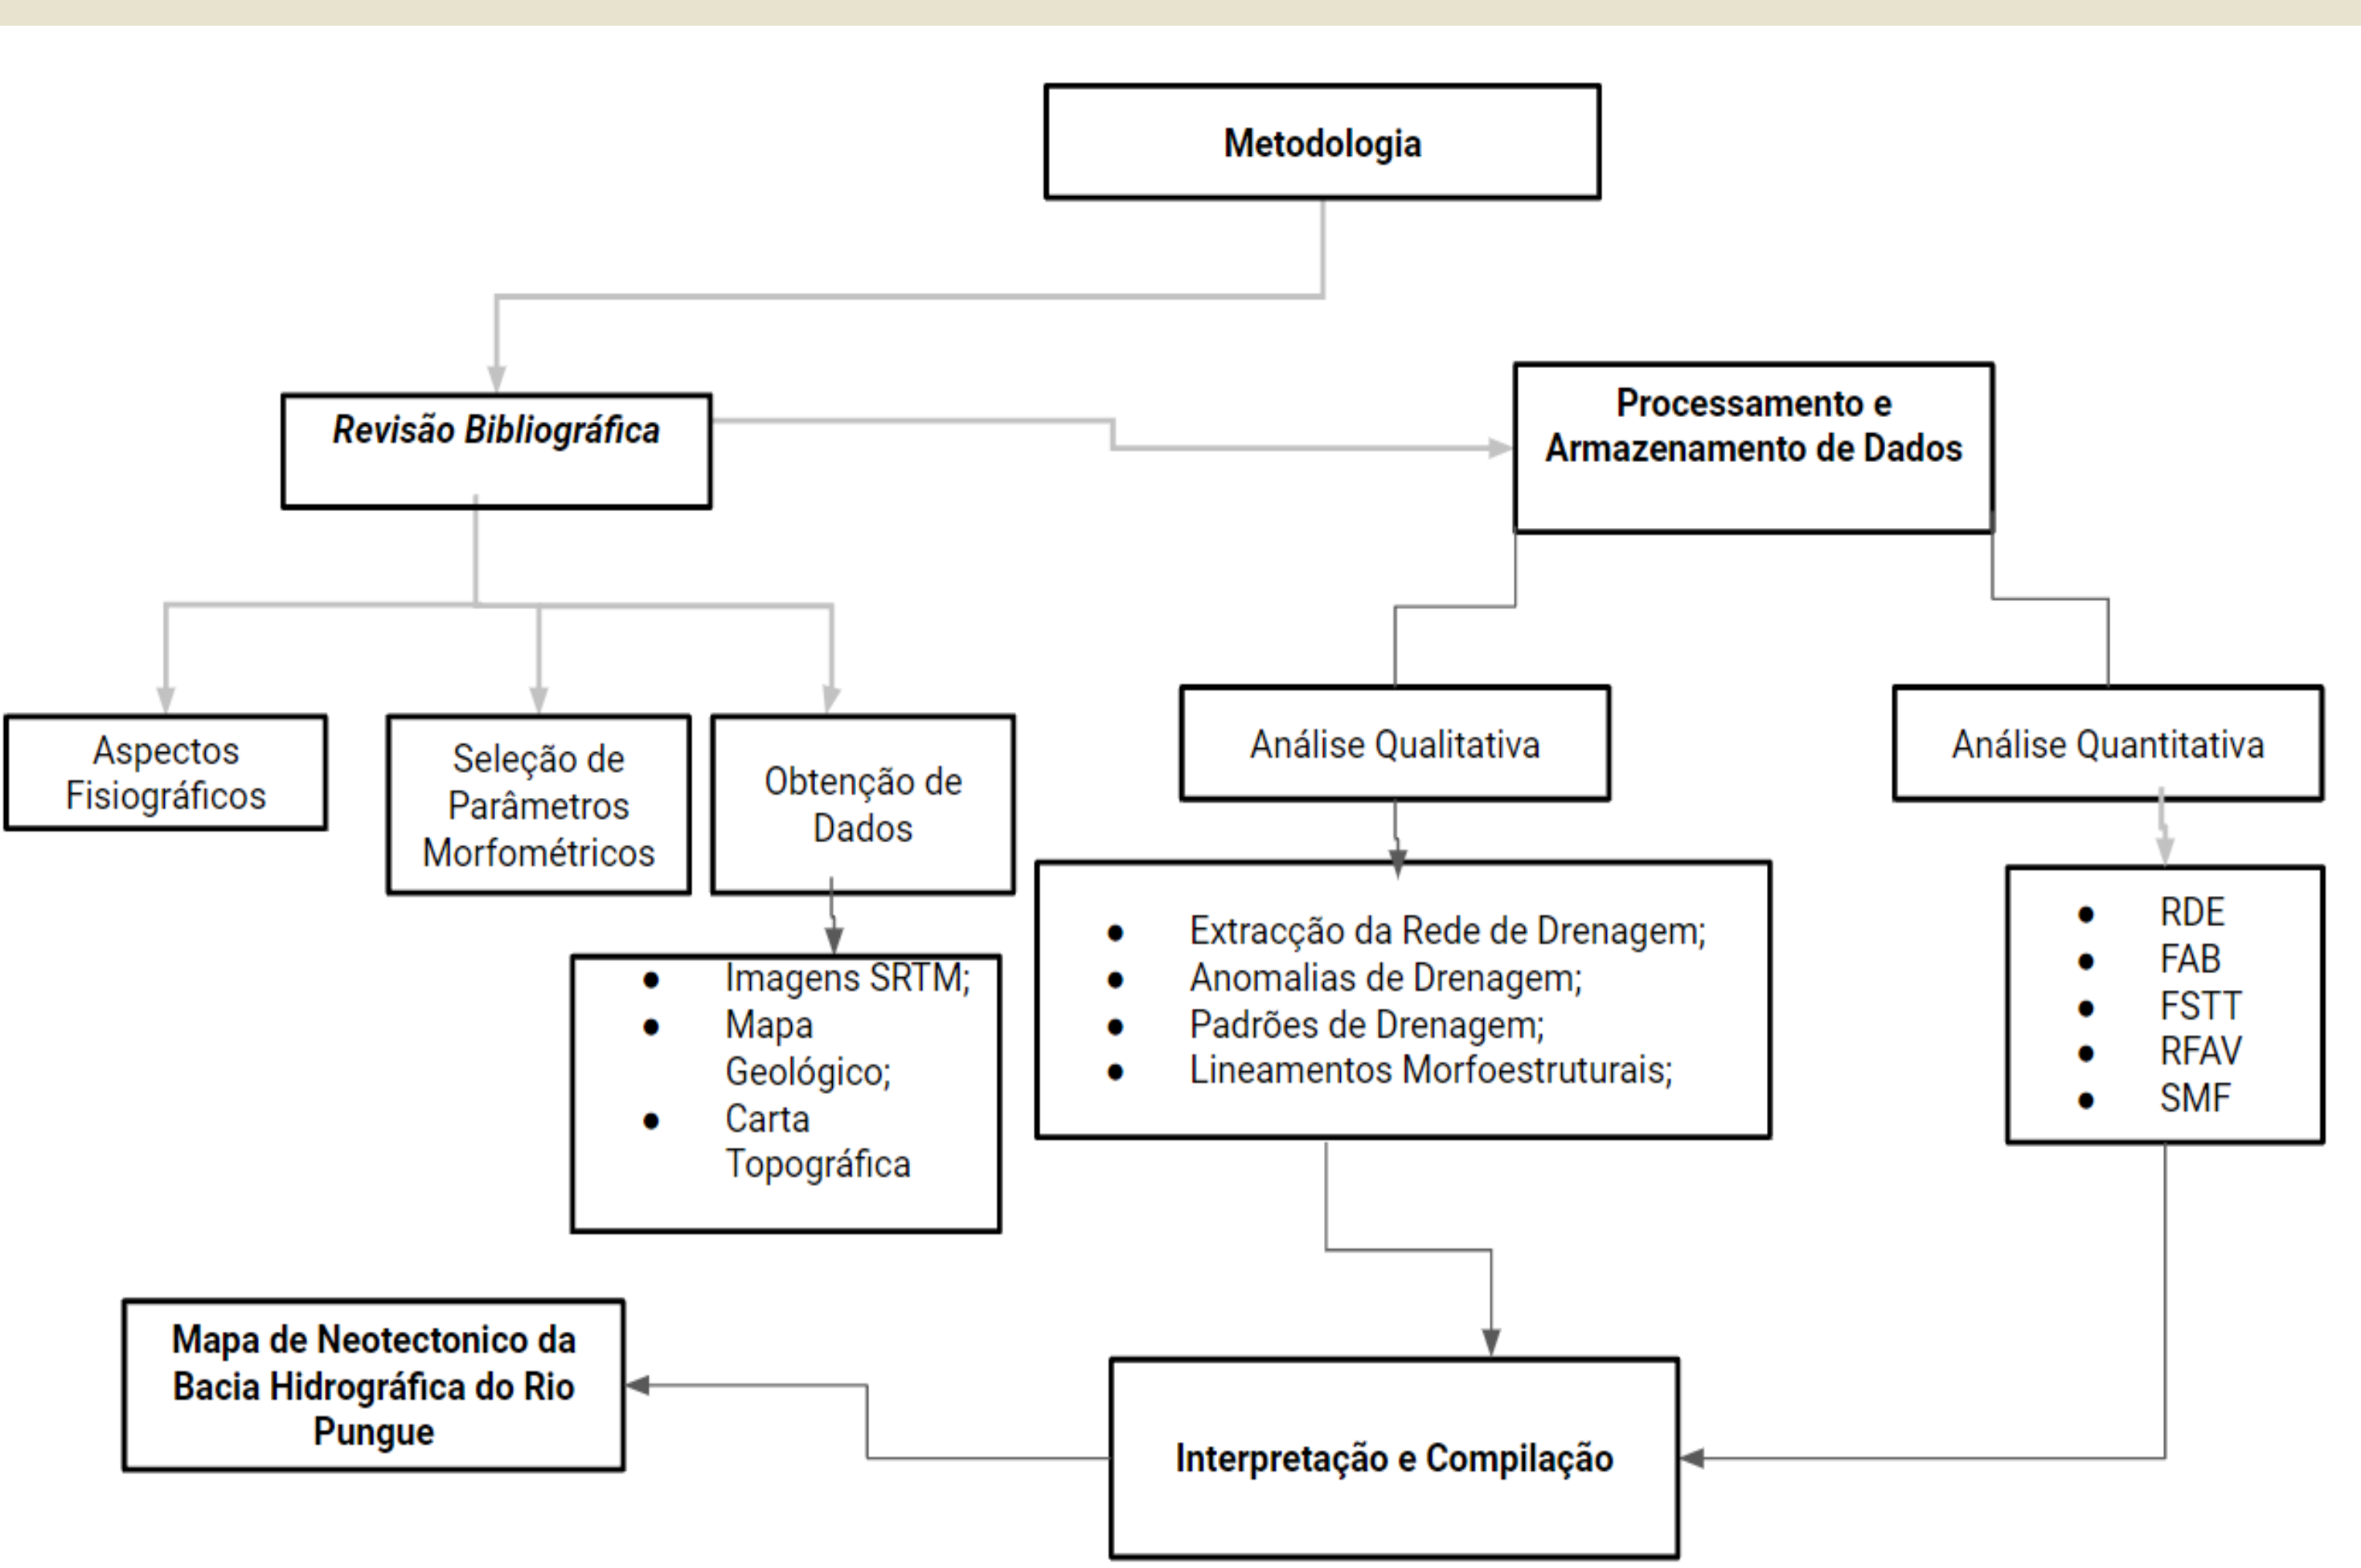 Metodologia
Revisão Bibliográfica
Processamento e
Armazenamento de Dados
Aspectos
Fisiográficos
Seleção de
Parâmetros
Morfométricos
Obtenção de
Dados
Análise Qualitativa
Análise Quantitativa
● Imagens SRTM;
● Mapa
Geológico;
● Carta
Topográfica
● Extracção da Rede de Drenagem;
● Anomalias de Drenagem;
● Padrões de Drenagem;
● Lineamentos Morfoestruturais;
● RDE
● FAB
● FSTT
● RFAV
● SMF
Mapa de Neotectonico da
Bacia Hidrográfica do Rio
Pungue
Interpretação e Compilação